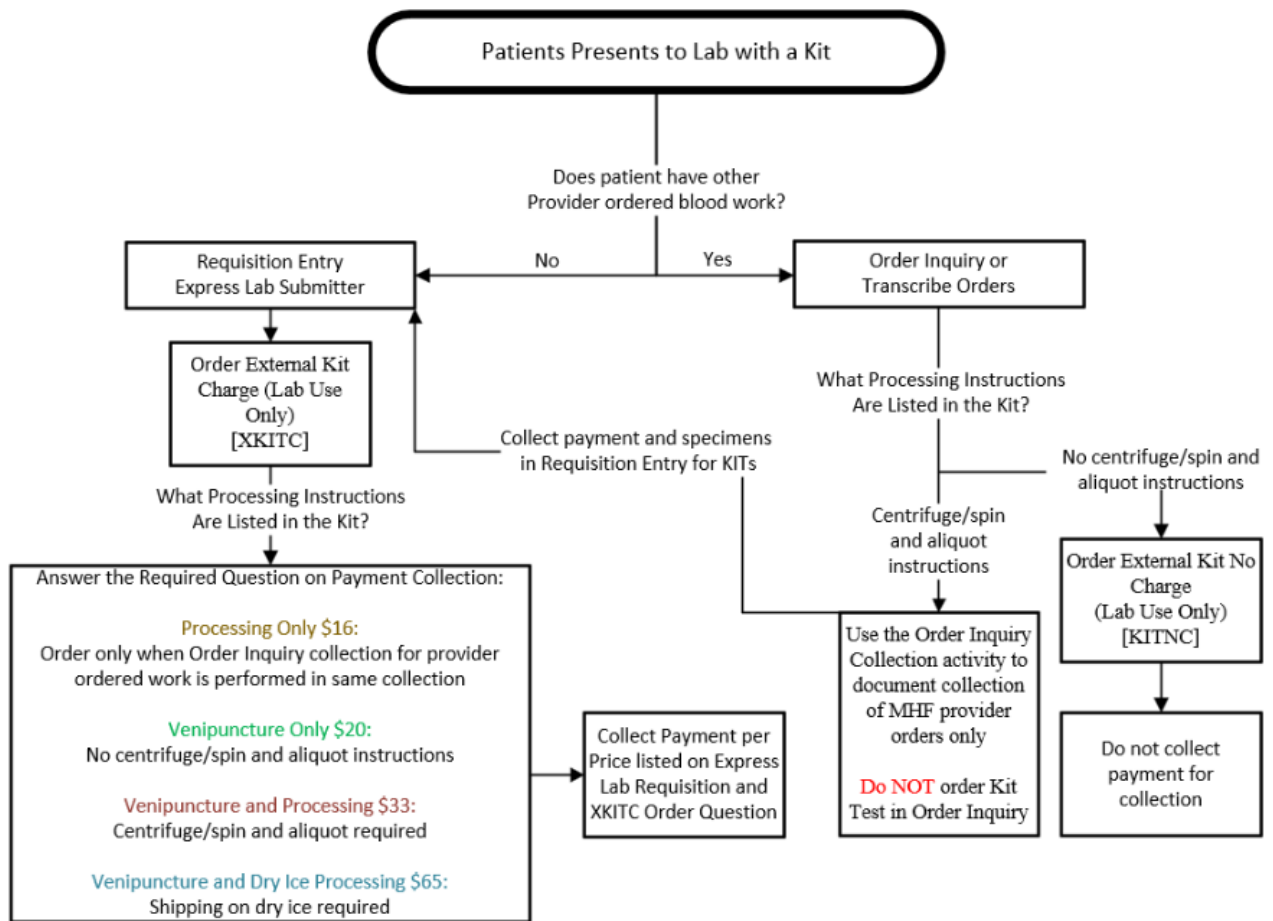 Patients Presents to Lab with a Kit
Does patient have other
Provider ordered blood work?
No
Yes
Requisition Entry
Express Lab Submitter
Order Inquiry or
Transcribe Orders
Order External Kit
Charge (Lab Use
Only)
[XKITC]
What Processing Instructions
Are Listed in the Kit?
Collect payment and specimens
in Requisition Entry for KITs
No centrifuge/spin and
aliquot instructions
What Processing Instructions
Are Listed in the Kit?
Centrifuge/spin
and aliquot
instructions
Order External Kit No
Charge
(Lab Use Only)
[KITNC]
Answer the Required Question on Payment Collection:
Processing Only $16:
Order only when Order Inquiry collection for provider
ordered work is performed in same collection
Venipuncture Only $20:
No centrifuge/spin and aliquot instructions
Venipuncture and Processing $33:
Centrifuge/spin and aliquot required
Venipuncture and Dry Ice Processing $65:
Shipping on dry ice required
Collect Payment per
Price listed on Express
Lab Requisition and
XKITC Order Question
Use the Order Inquiry
Collection activity to
document collection
of MHF provider
orders only
Do NOT order Kit
Test in Order Inquiry
Do not collect
payment for
collection